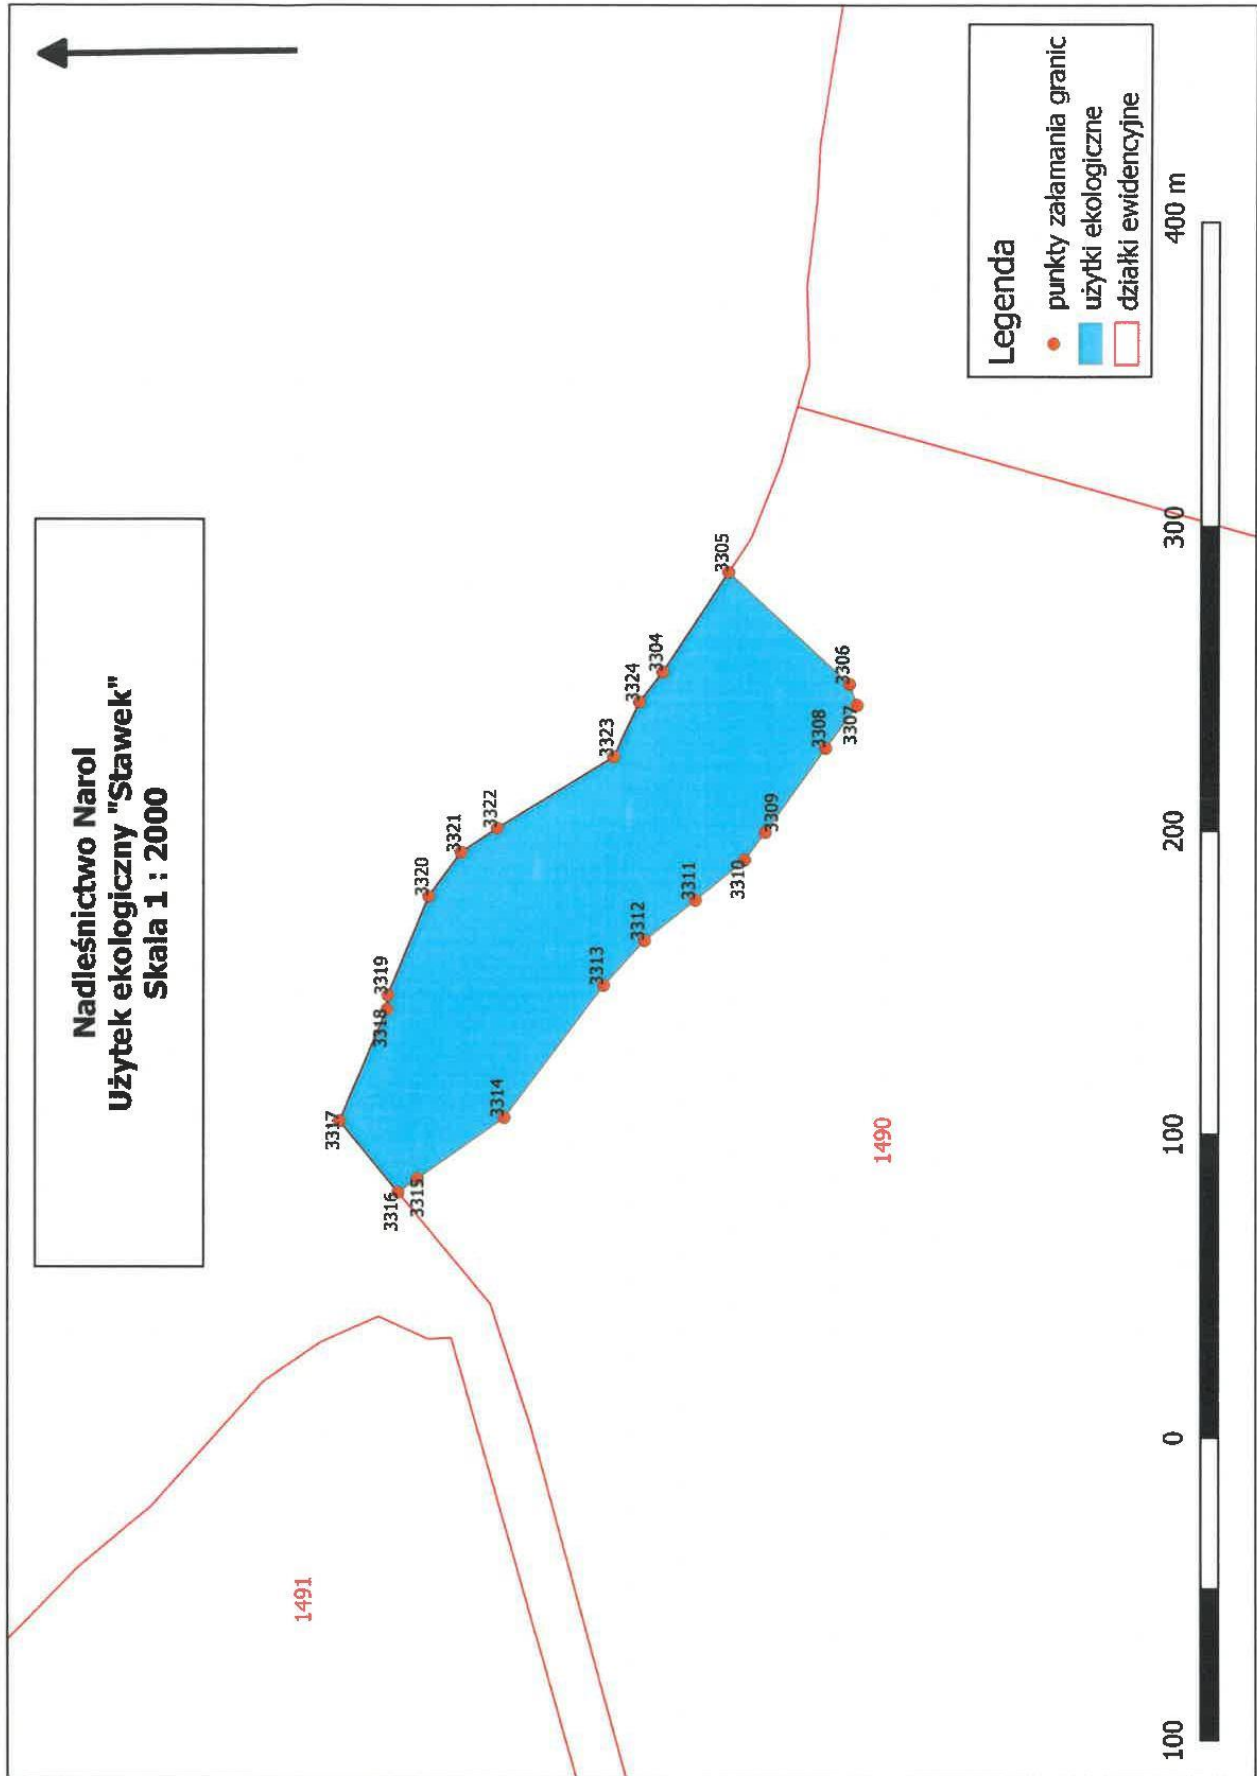 Nadleśnictwo Narol
Użytek ekologiczny "Stawek"
Skala 1 : 2000
1491
1490
3317
3318
3319
3320
3321
3322
3323
3324
3304
3305
3306
3307
3308
3309
3310
3311
3312
3313
3314
3315
3316
Legenda
punkty załamania granic
użytki ekologiczne
działki ewidencyjne
100 0 100 200 300 400 m